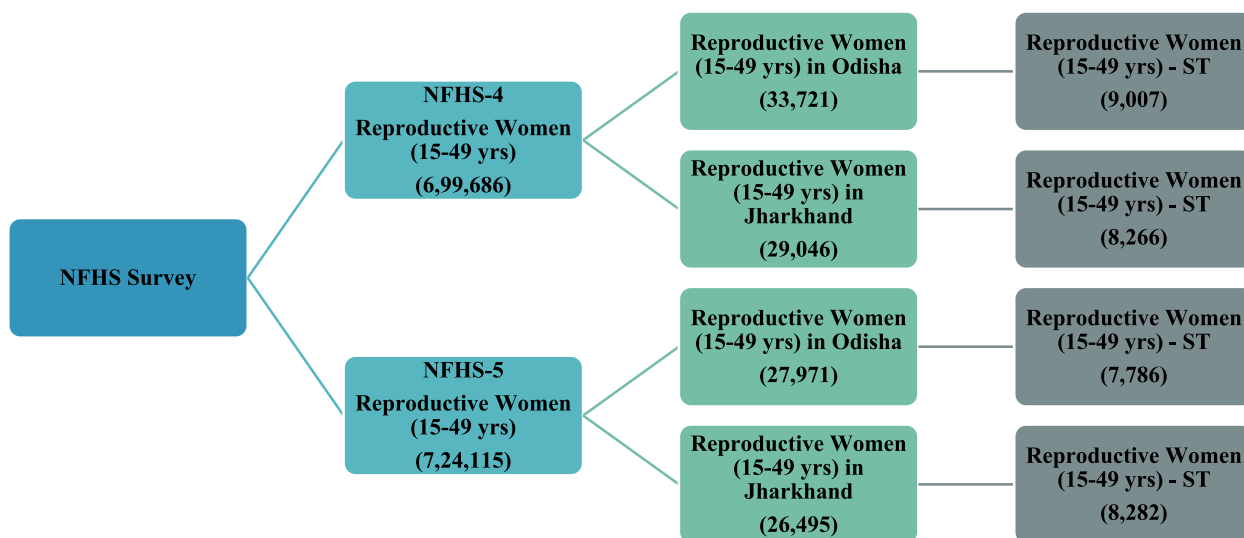 NFHS Survey
NFHS-4
Reproductive Women
(15-49 yrs)
(6,99,686)
NFHS-5
Reproductive Women
(15-49 yrs)
(7,24,115)
Reproductive Women
(15-49 yrs) in Odisha
(33,721)
Reproductive Women
(15-49 yrs) in
Jharkhand
(29,046)
Reproductive Women
(15-49 yrs) in Odisha
(27,971)
Reproductive Women
(15-49 yrs) in
Jharkhand
(26,495)
Reproductive Women
(15-49 yrs) - ST
(9,007)
Reproductive Women
(15-49 yrs) - ST
(8,266)
Reproductive Women
(15-49 yrs) - ST
(7,786)
Reproductive Women
(15-49 yrs) - ST
(8,282)